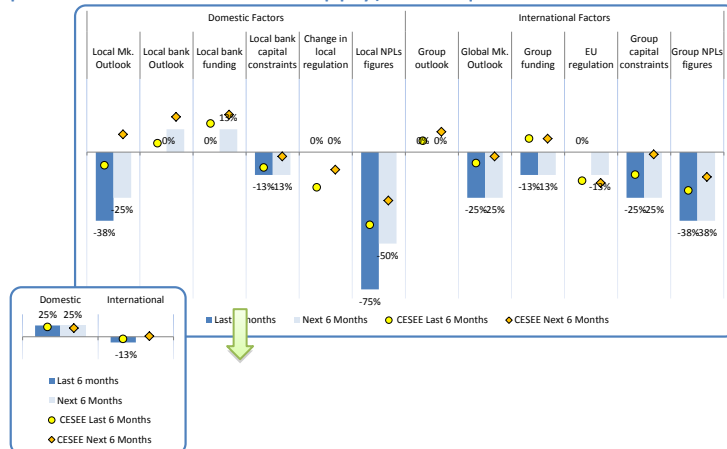 Domestic Factors
International Factors
Local Mk. Outlook
Local bank Outlook
Local bank funding
Local bank capital constraints
Change in local regulation
Local NPLs figures
Group outlook
Global Mk. Outlook
Group funding
EU regulation
Group capital constraints
Group NPLs figures
-38%
-25%
0%
0%
13%
-13%
-13%
0% 0%
-75%
-50%
0% 0%
-25%
-25%
-13%
-13%
0%
-13%
-25%
-25%
-38%
-38%
Next 6 Months
CESEE Last 6 Months
CESEE Next 6 Months
Domestic
International
25% 25%
-13%
Last 6 months
Next 6 Months
CESEE Last 6 Months
CESEE Next 6 Months